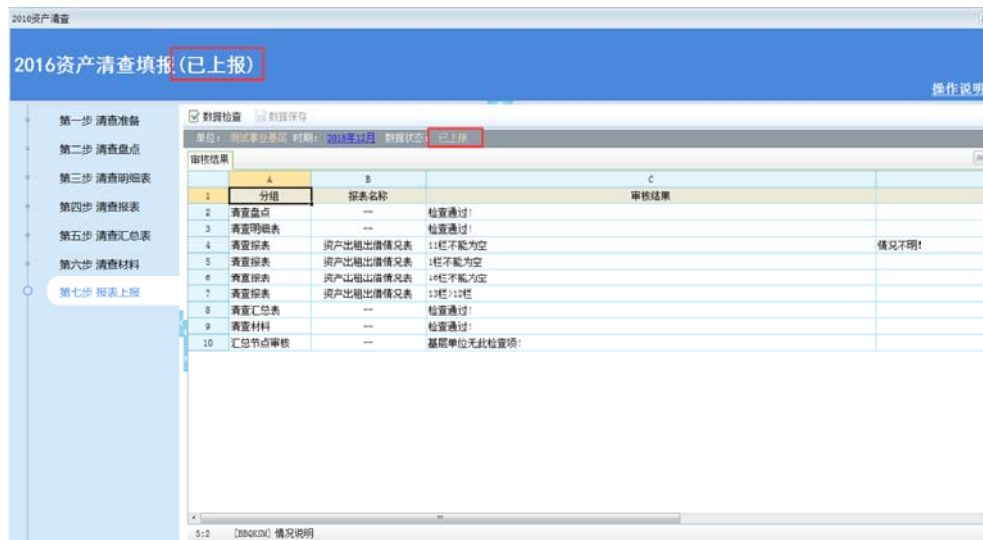 2016资产清查
2016资产清查填报(已上报)
操作说明
第一步 清查准备
第二步 清查盘点
第三步 清查明细表
第四步 清查报表
第五步 清查汇总表
第六步 清查材料
第七步 报表上报
数据检查 数据保存
单位: 测试事业基层 时期: 2015年12月 数据状态: 已上报
审核结果
A B C
1 分组 报表名称 审核结果
2 清查盘点 -- 检查通过!
3 清查明细表 -- 检查通过!
4 清查报表 资产出租出借情况表 11栏不能为空 情况不明!
5 清查报表 资产出租出借情况表 1栏不能为空
6 清查报表 资产出租出借情况表 16栏不能为空
7 清查报表 资产出租出借情况表 13栏>12栏
8 清查汇总表 -- 检查通过!
9 清查材料 -- 检查通过!
10 汇总节点审核 -- 基层单位无此检查项!
5:2 [BBQKSM] 情况说明